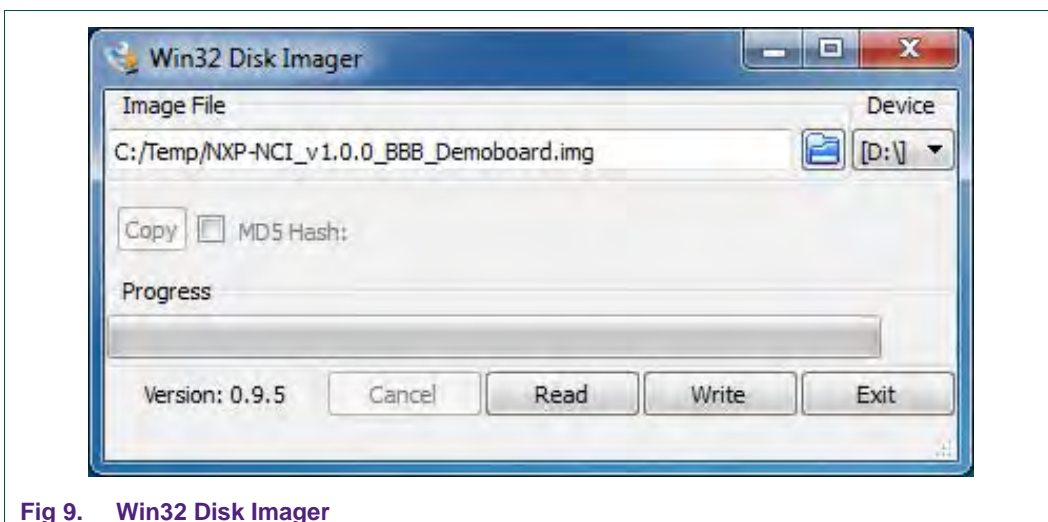 Win32 Disk Imager
Image File Device
C:/Temp/NXP-NCI_v1.0.0_BBB_Demoboard.img [D:\]
Copy MD5 Hash:
Progress
Version: 0.9.5 Cancel Read Write Exit
Fig 9. Win32 Disk Imager